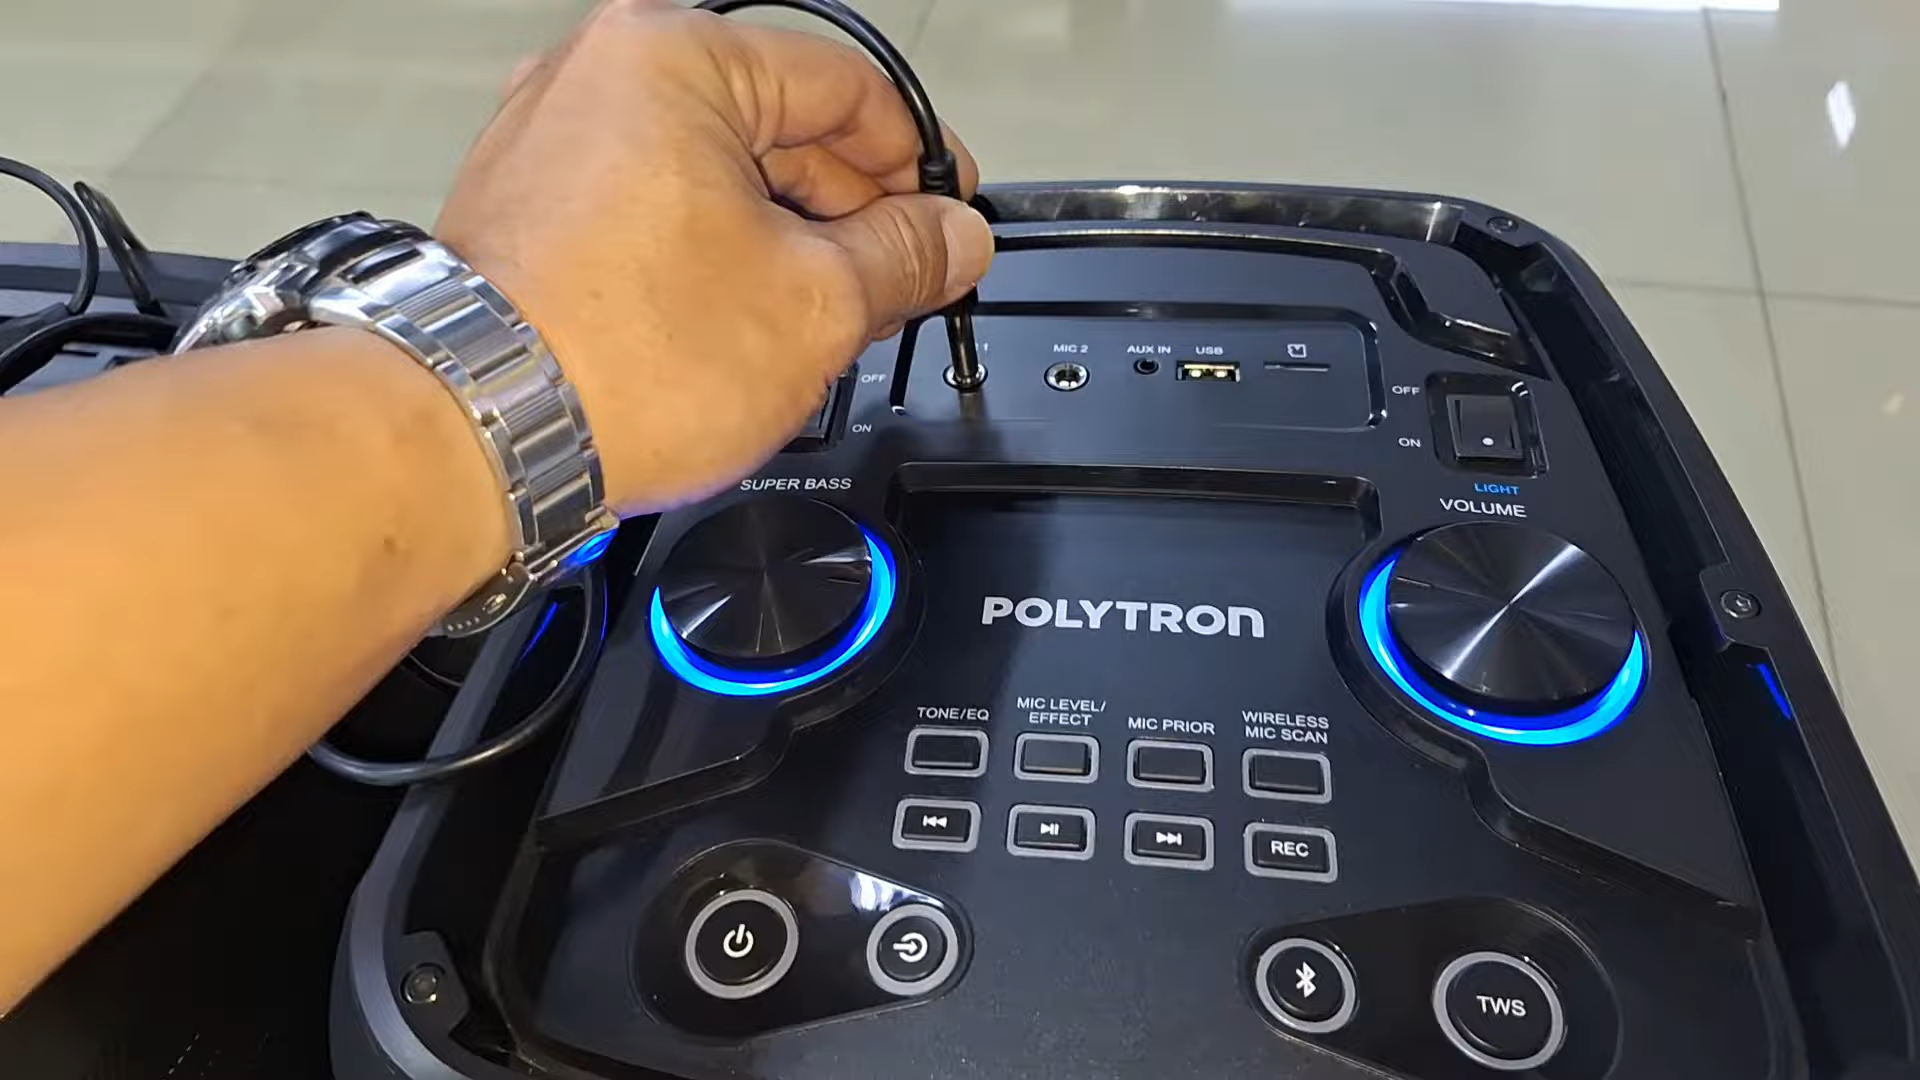 1
MIC 2
AUX IN
USB
OFF
ON
OFF
ON
LIGHT
SUPER BASS
VOLUME
POLYTRON
TONE/EQ
MIC LEVEL/
EFFECT
MIC PRIOR
WIRELESS
MIC SCAN
REC
TWS